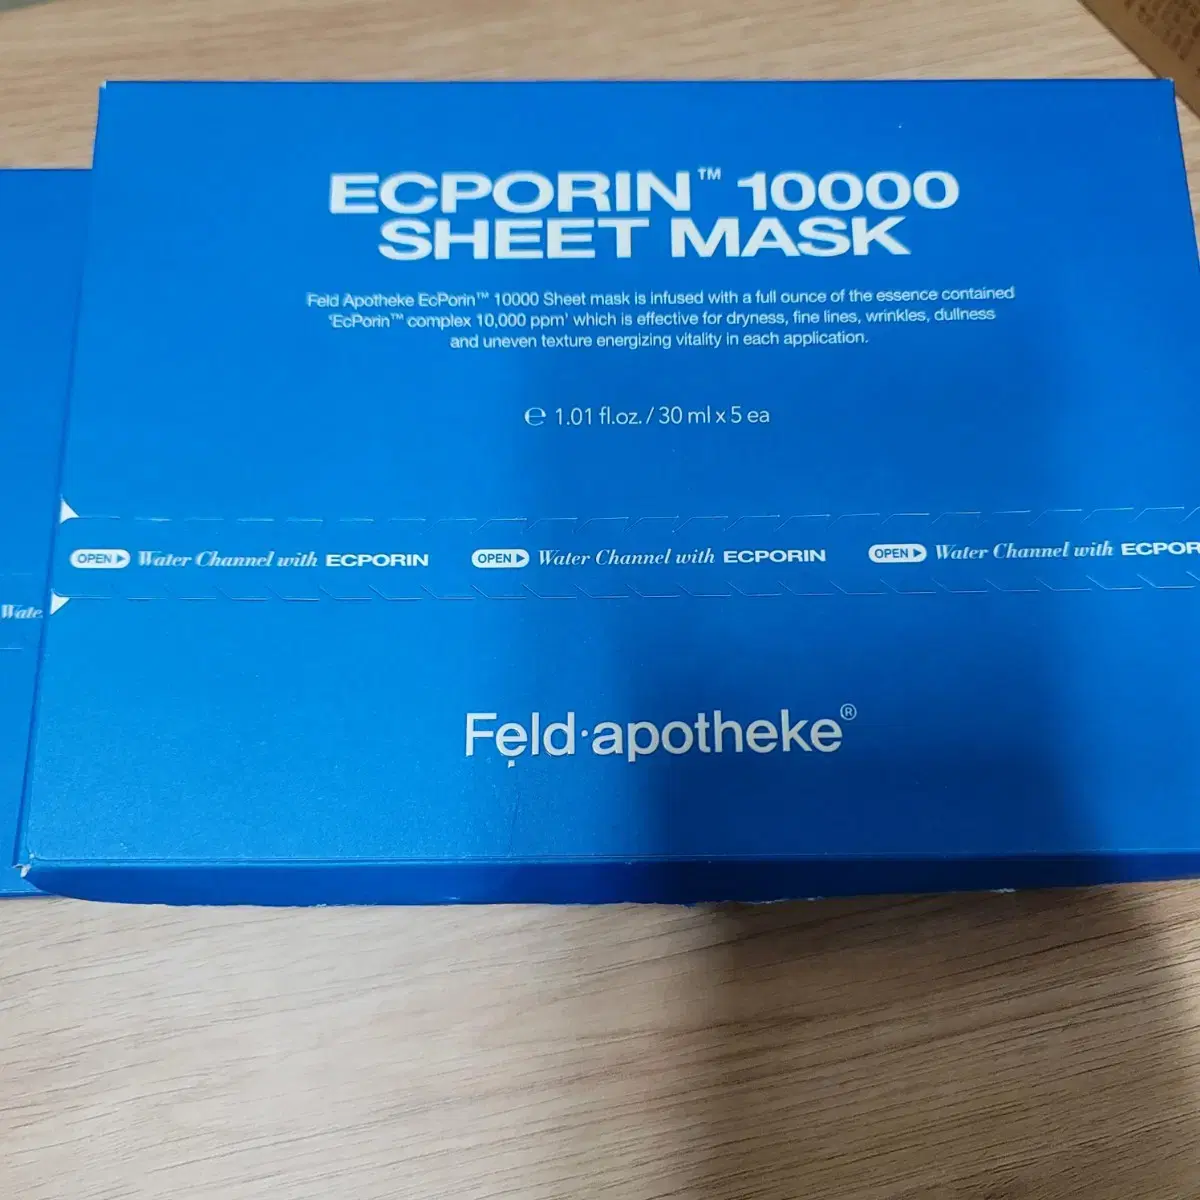 ECPORIN™ 10000
SHEET MASK
Feld Apotheke EcPorin™ 10000 Sheet mask is infused with a full ounce of the essence contained
'EcPorin™ complex 10,000 ppm' which is effective for dryness, fine lines, wrinkles, dullness
and uneven texture energizing vitality in each application.
℮ 1.01 fl.oz. / 30 ml x 5 ea
OPEN ▶ Water Channel with ECPORIN OPEN ▶ Water Channel with ECPORIN OPEN ▶ Water Channel with ECPOR
Wate
Feld·apotheke®